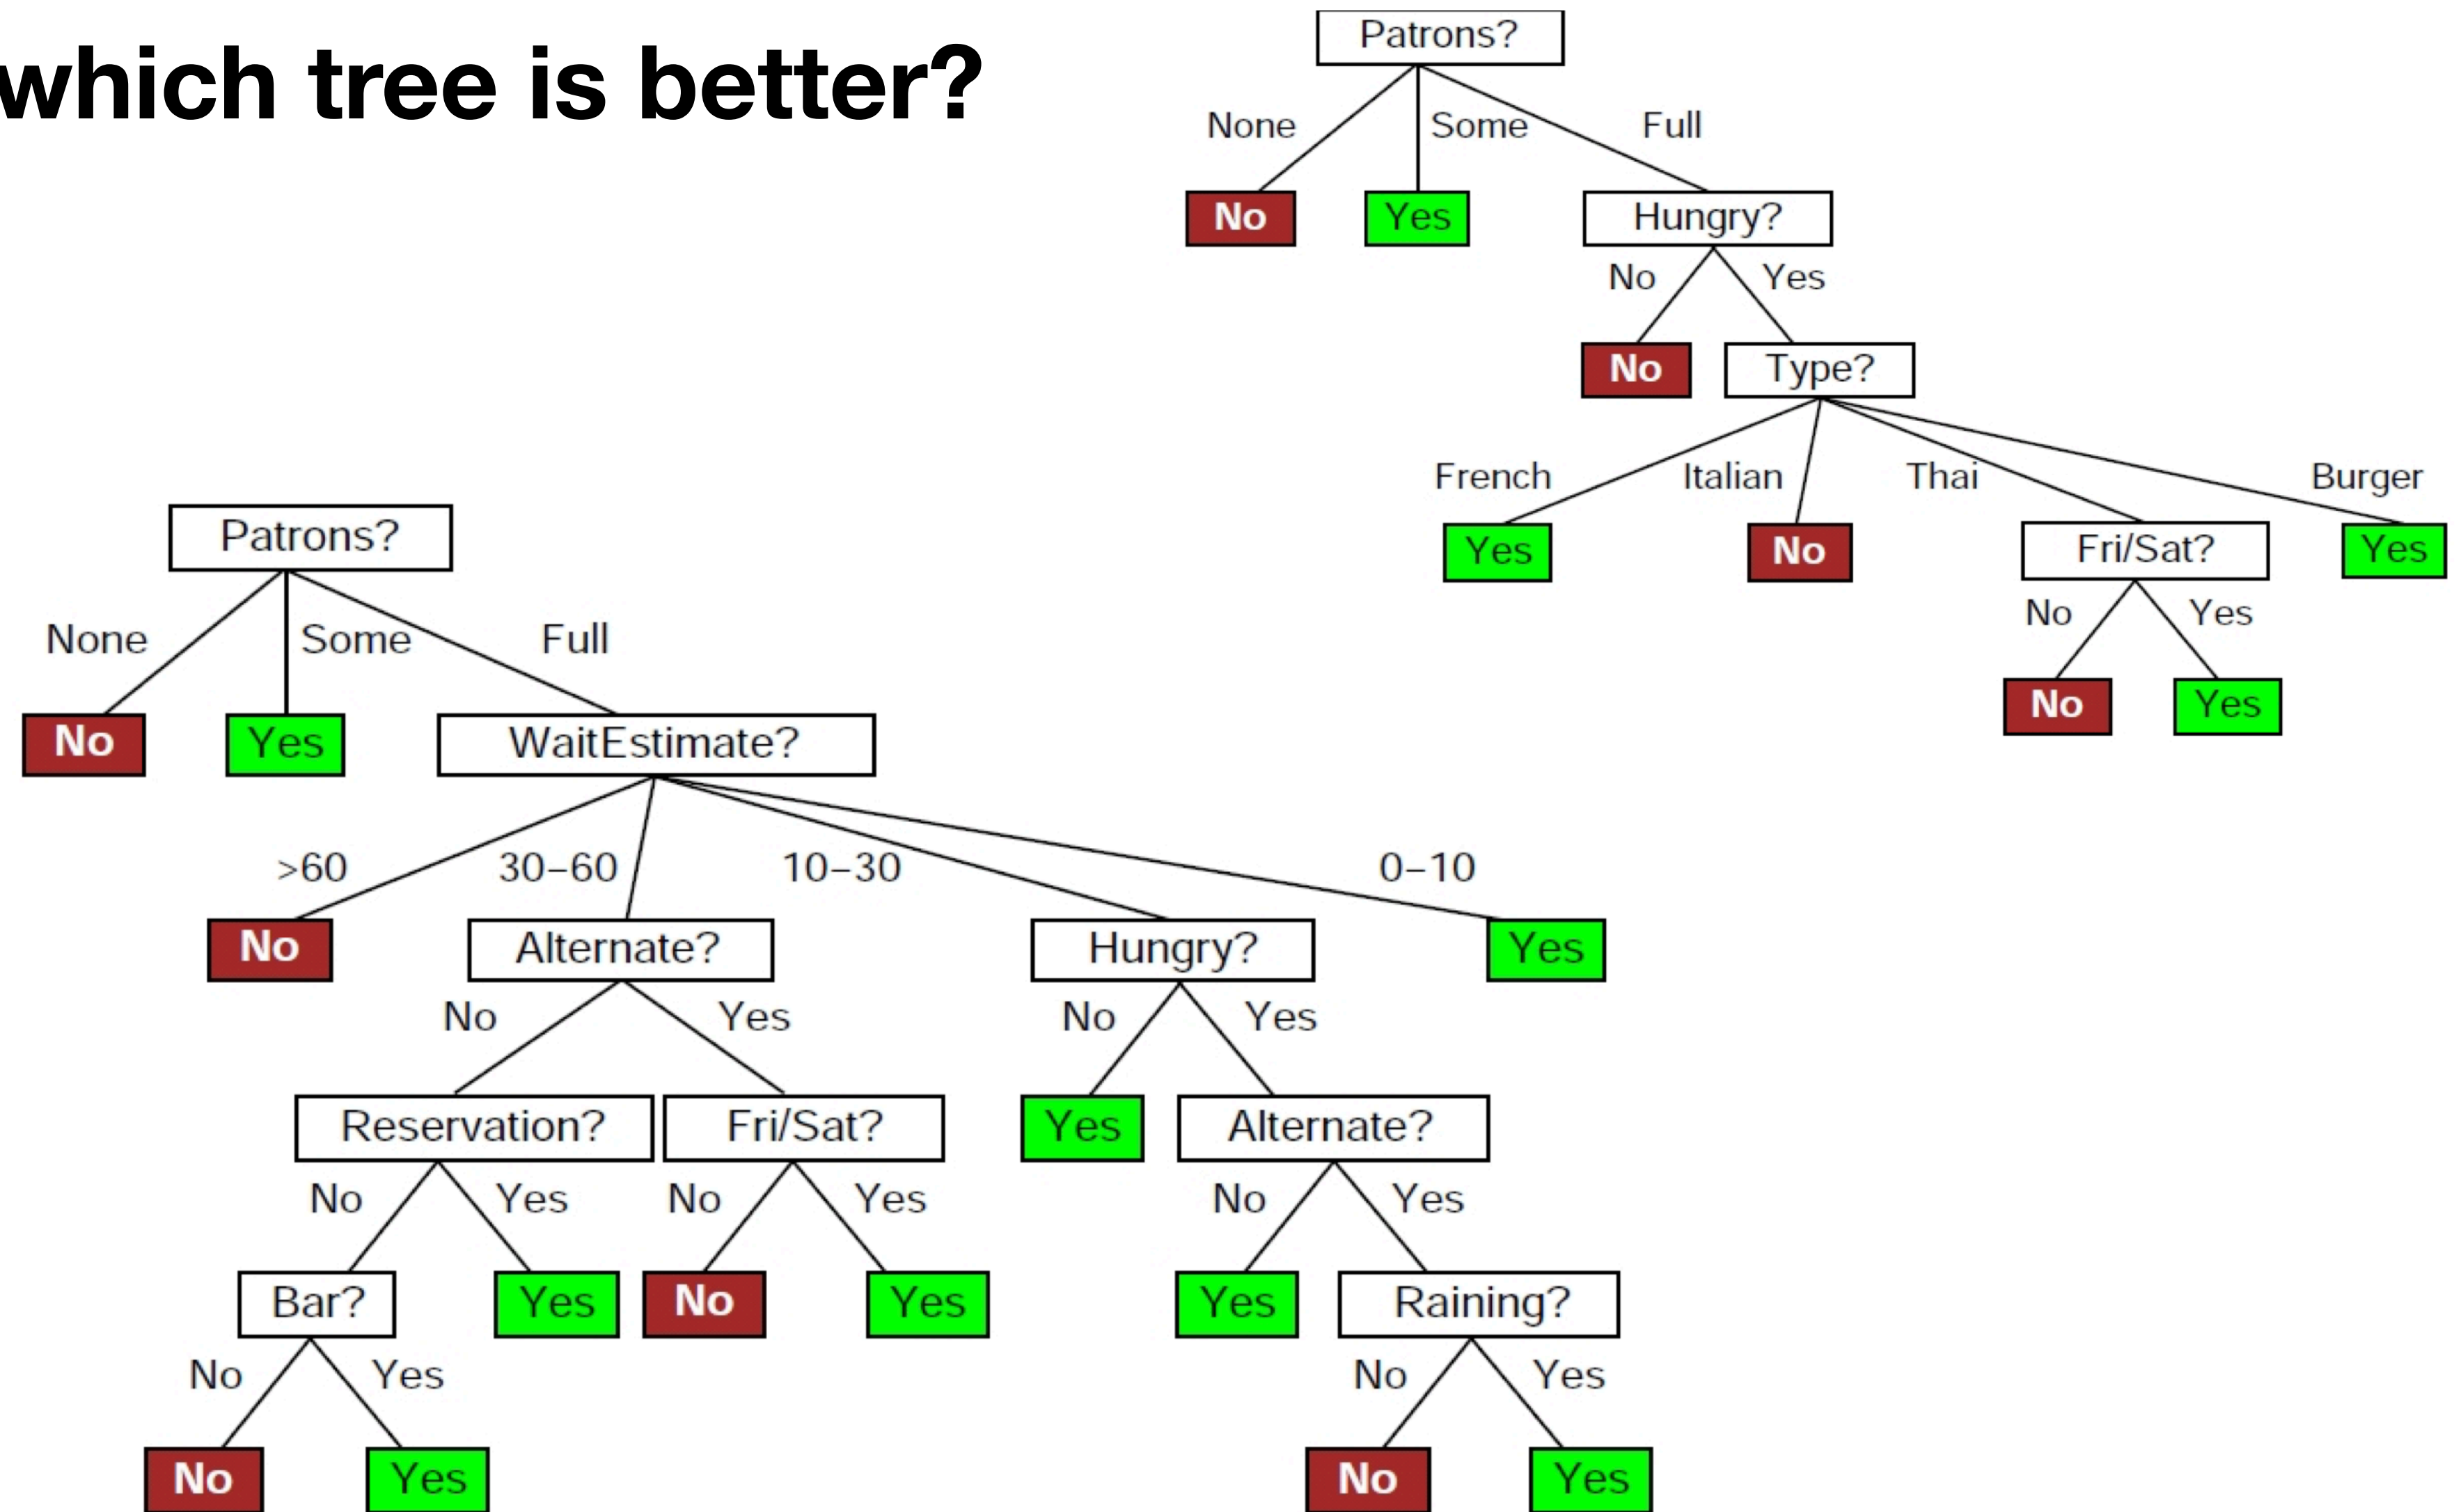 which tree is better?
Patrons?
None Some Full
No Yes Hungry?
No Yes
No Type?
French Italian Thai Burger
Yes No Fri/Sat? Yes
No Yes
No Yes
Patrons?
None Some Full
No Yes WaitEstimate?
>60 30–60 10–30 0–10
No Alternate? Hungry? Yes
No Yes No Yes
Reservation? Fri/Sat? Yes Alternate?
No Yes No Yes No Yes
Bar? Yes No Yes Yes Raining?
No Yes No Yes
No Yes No Yes